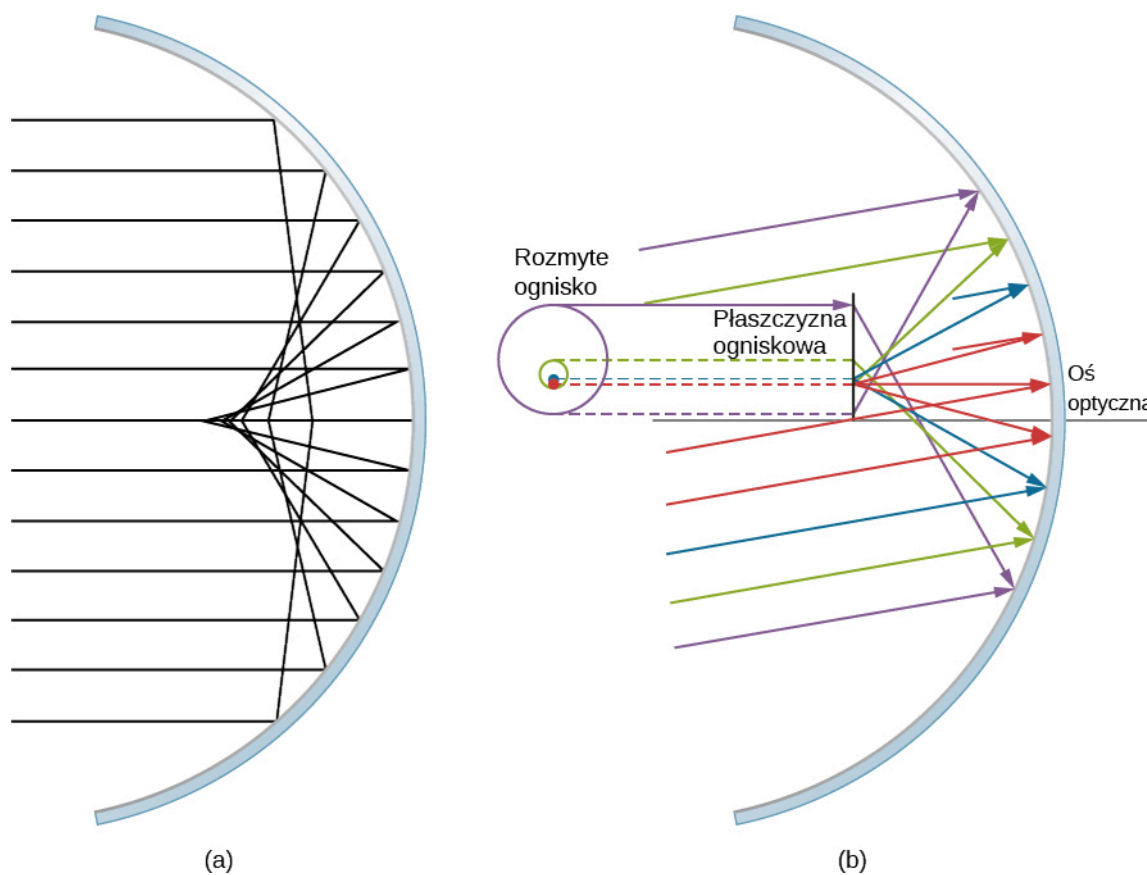 Rozmyte
ognisko
Płaszczyzna
ogniskowa
Oś
optyczna
(a)
(b)